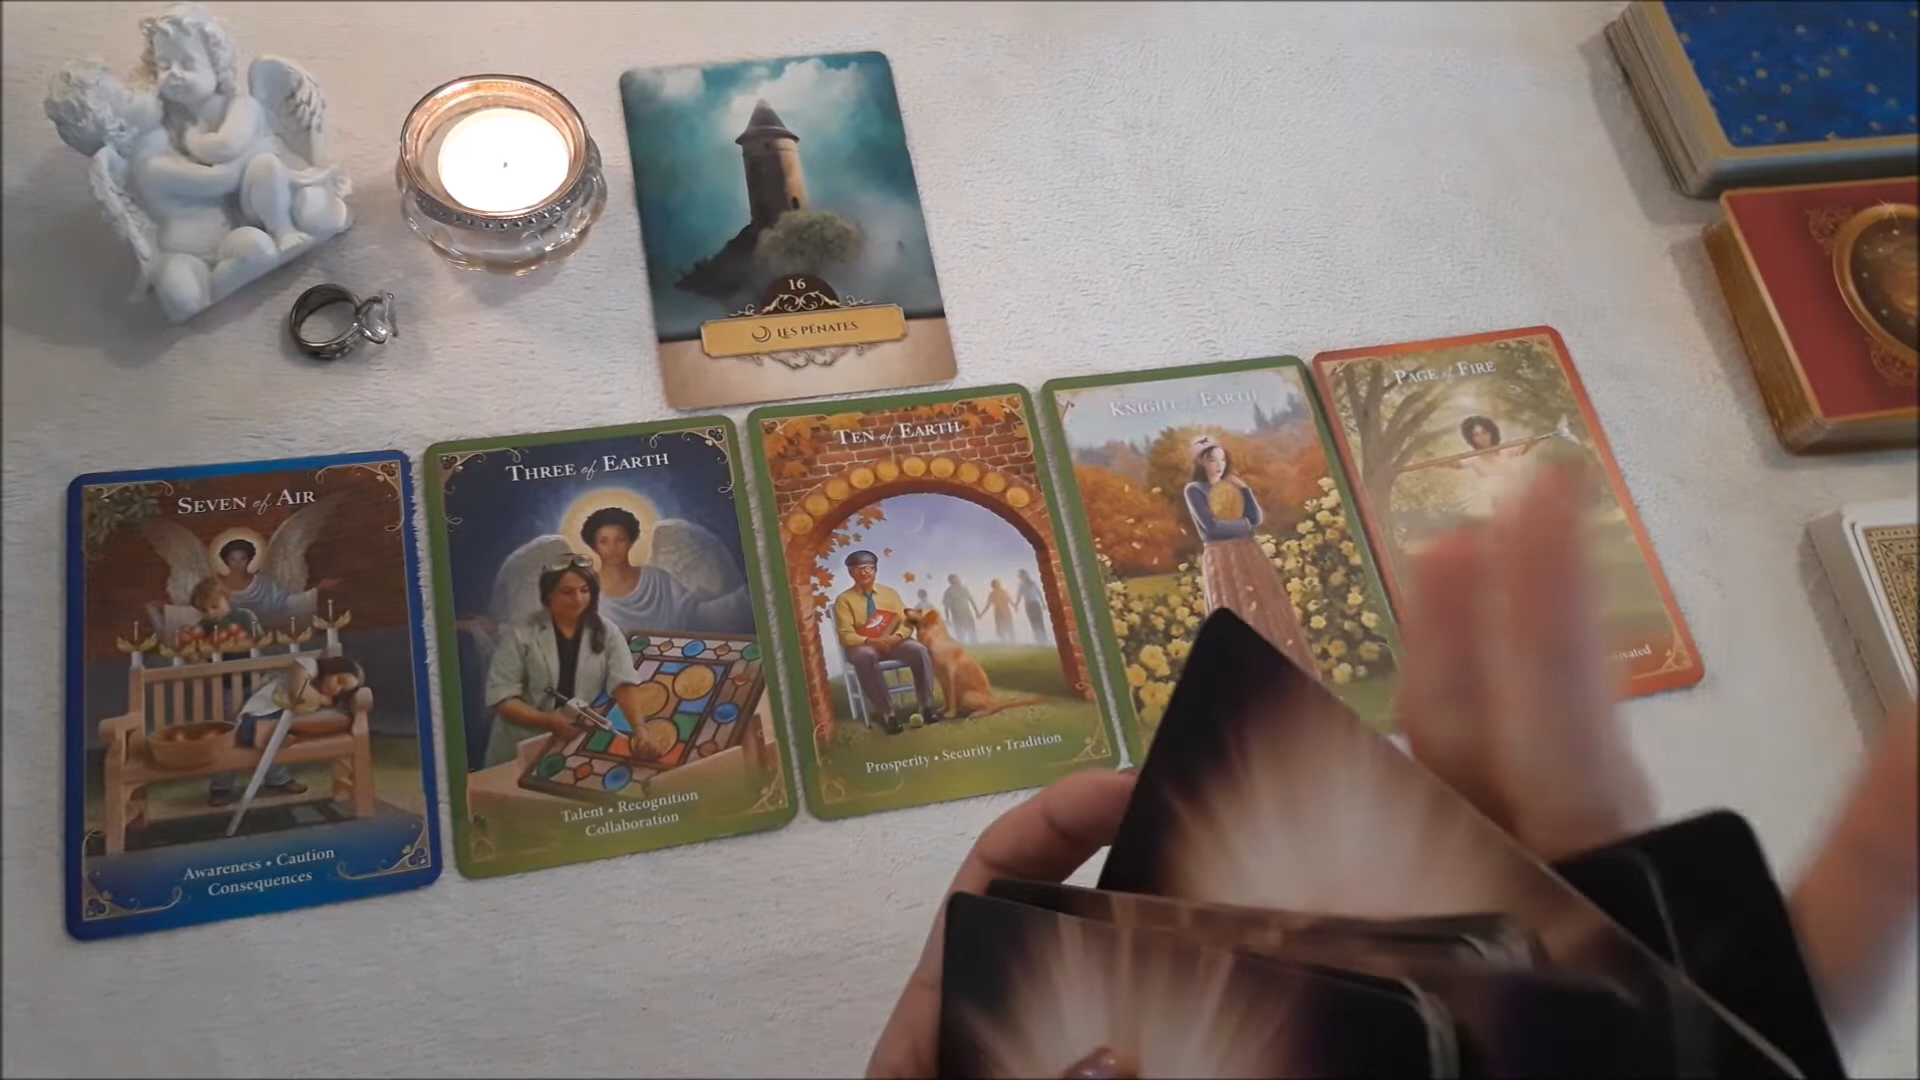 16
LES PÉNATES
SEVEN of AIR
Awareness • Caution
Consequences
THREE of EARTH
Talent • Recognition
Collaboration
TEN of EARTH
Prosperity • Security • Tradition
KNIGHT of EARTH
PAGE of FIRE